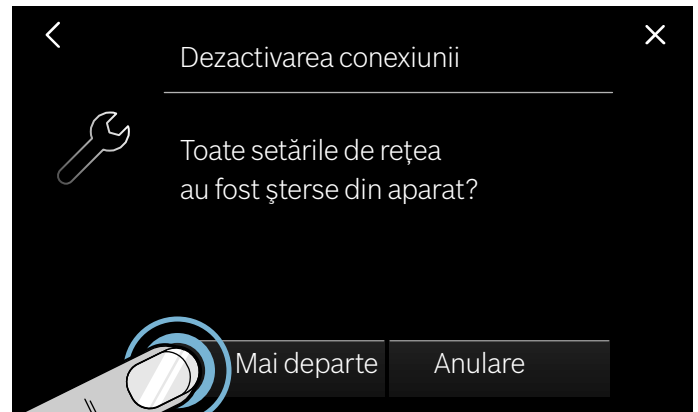 Dezactivarea conexiunii
Toate setările de rețea
au fost şterse din aparat?
Mai departe
Anulare